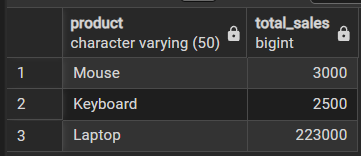 product total_sales
character varying (50) bigint
1 Mouse 3000
2 Keyboard 2500
3 Laptop 223000